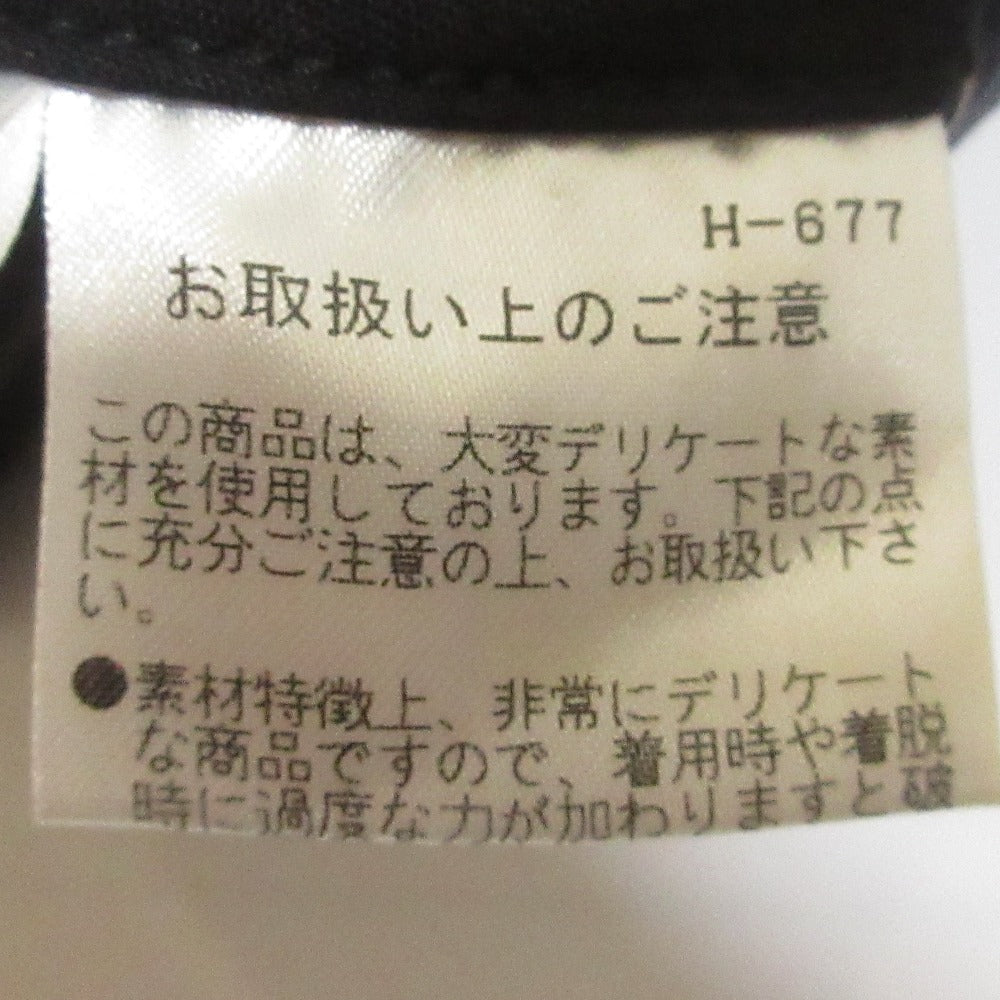 H-677
お取扱い上のご注意
この商品は、大変デリケートな素
材を使用しております。下記の点
に充分ご注意の上、お取扱い下さ
い。
●素材特徴上、非常にデリケート
な商品ですので、着用時や着脱
時に過度な力が加わりますと破